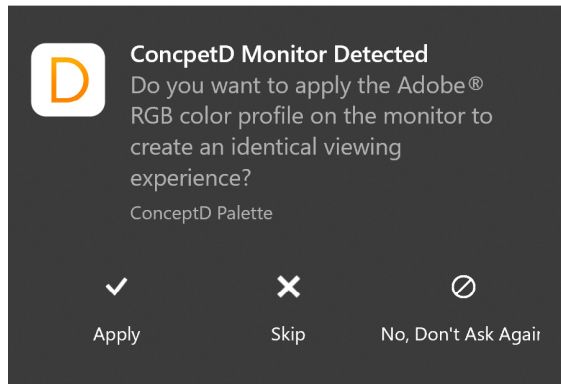 D
ConcpetD Monitor Detected
Do you want to apply the Adobe®
RGB color profile on the monitor to
create an identical viewing
experience?
ConceptD Palette
Apply Skip No, Don't Ask Agair